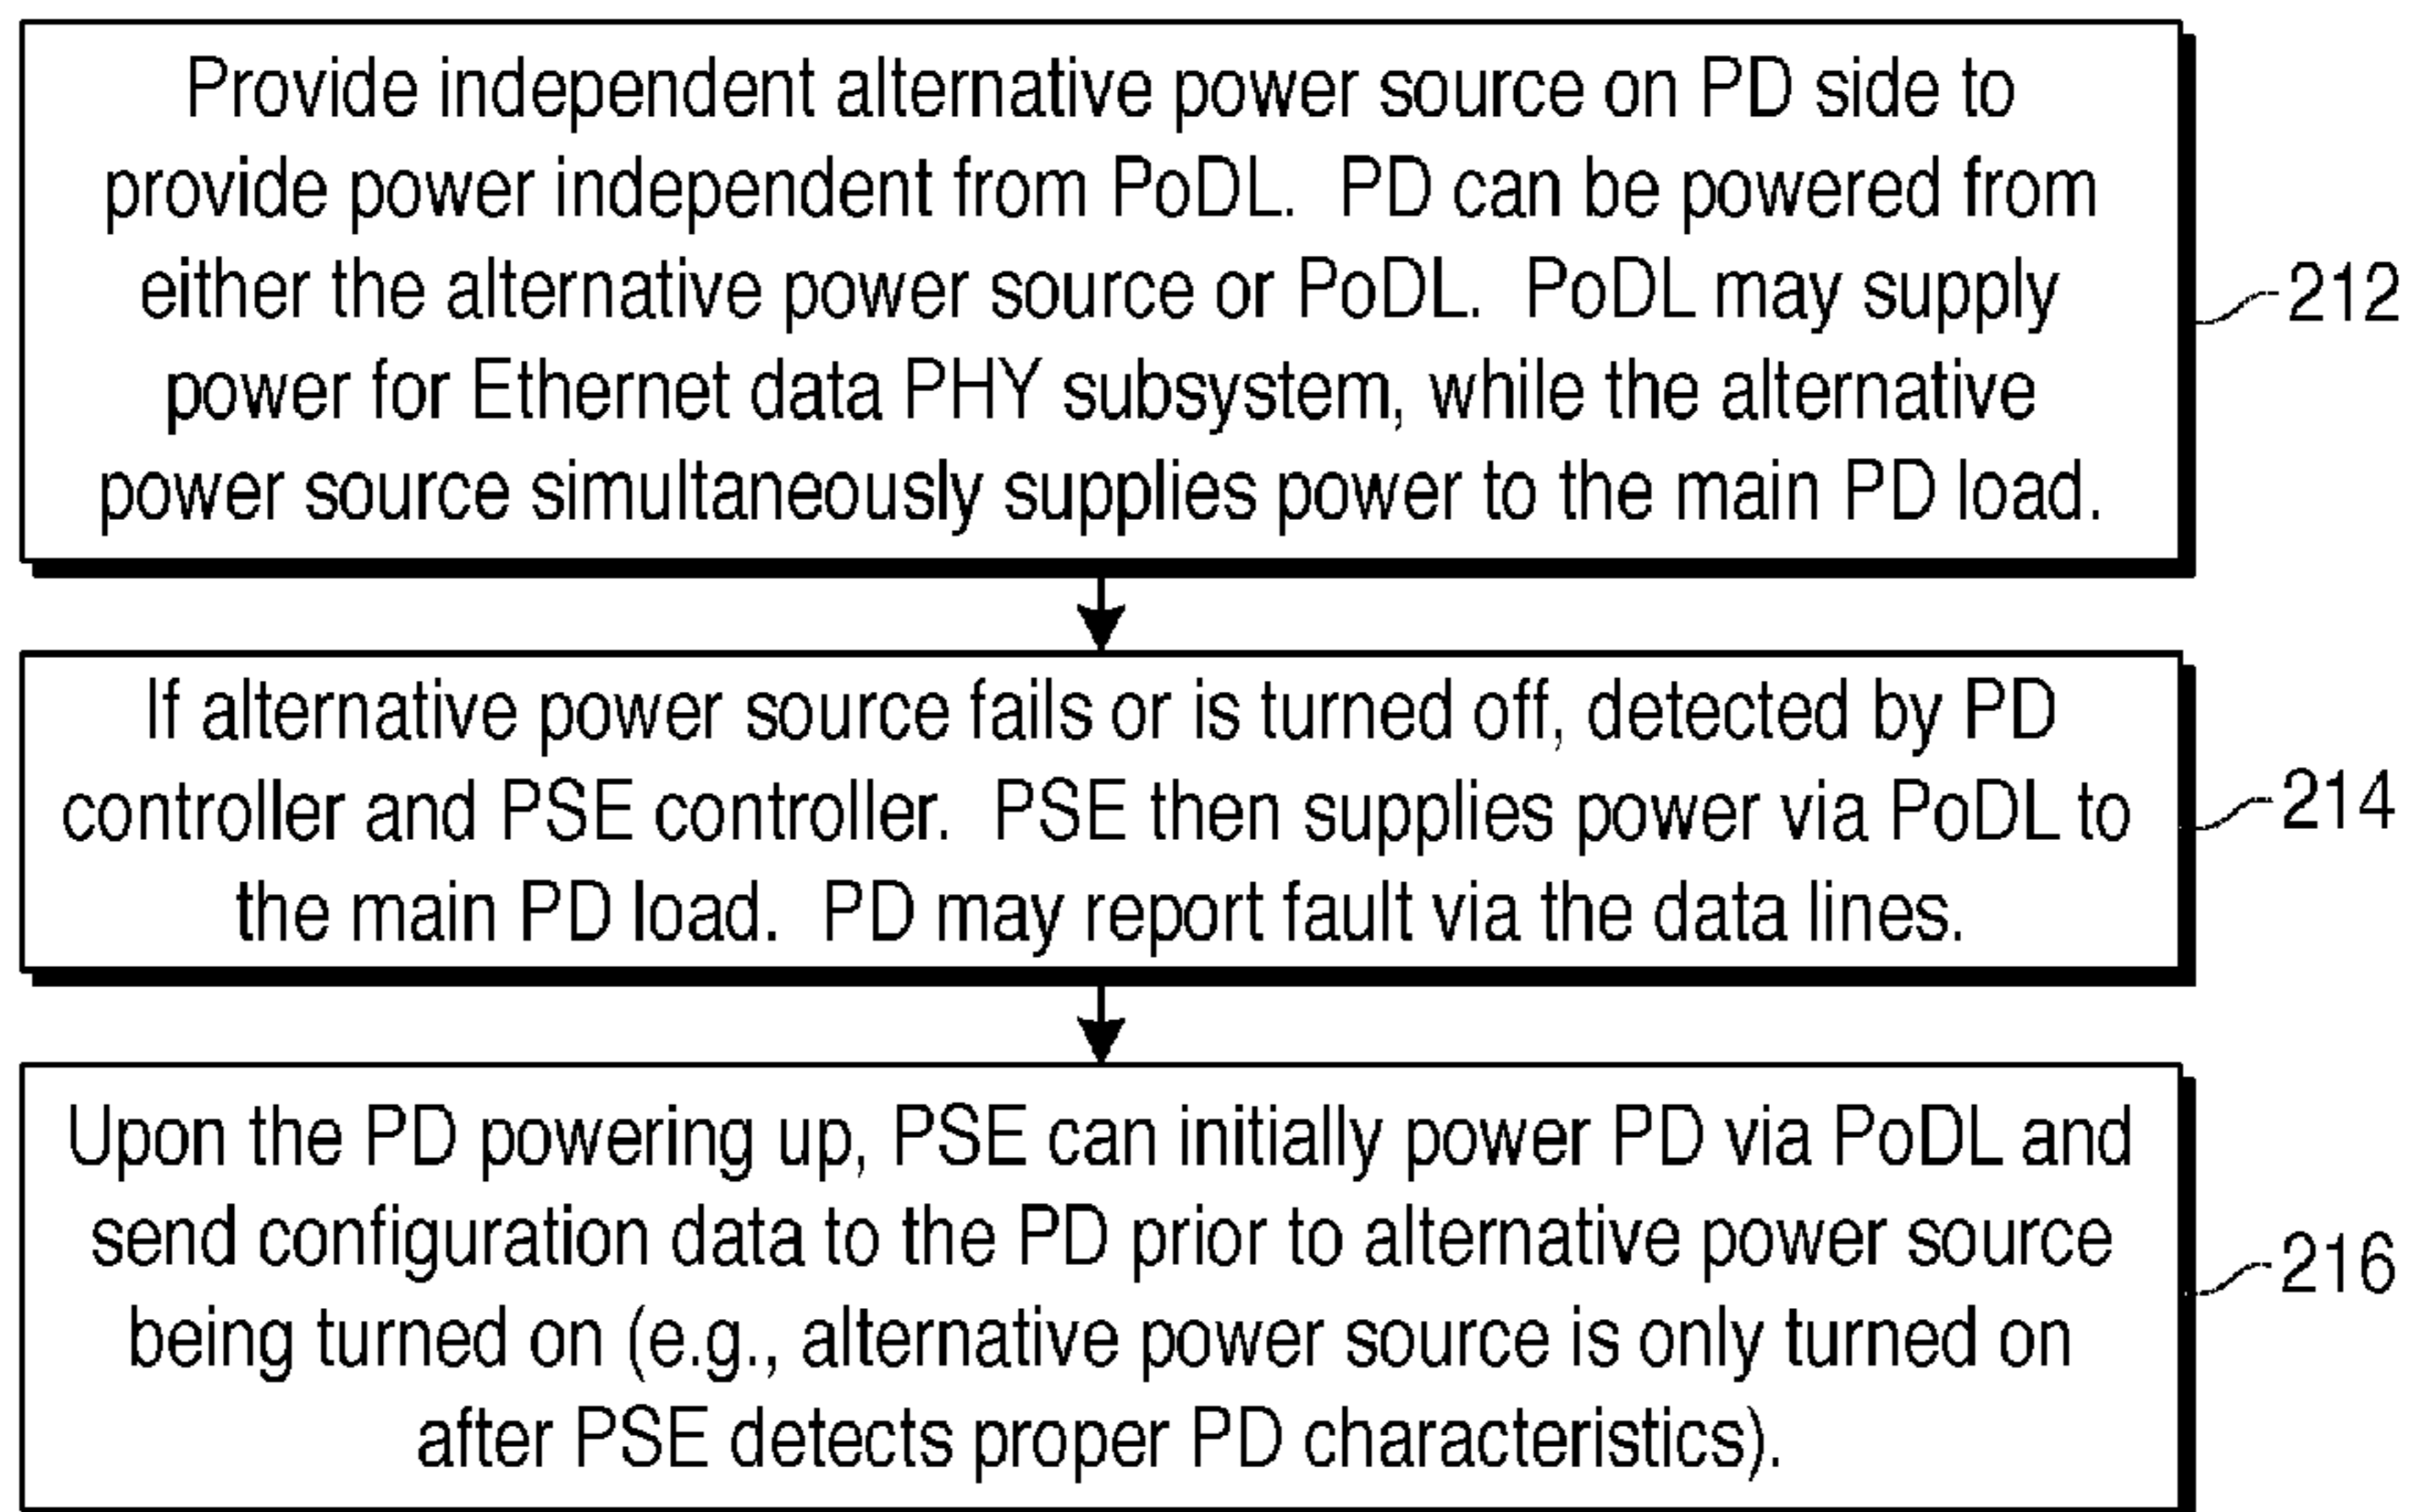 Provide independent alternative power source on PD side to
provide power independent from PoDL. PD can be powered from
either the alternative power source or PoDL. PoDL may supply
power for Ethernet data PHY subsystem, while the alternative
power source simultaneously supplies power to the main PD load.
212
If alternative power source fails or is turned off, detected by PD
controller and PSE controller. PSE then supplies power via PoDL to
the main PD load. PD may report fault via the data lines.
214
Upon the PD powering up, PSE can initially power PD via PoDL and
send configuration data to the PD prior to alternative power source
being turned on (e.g., alternative power source is only turned on
after PSE detects proper PD characteristics).
216